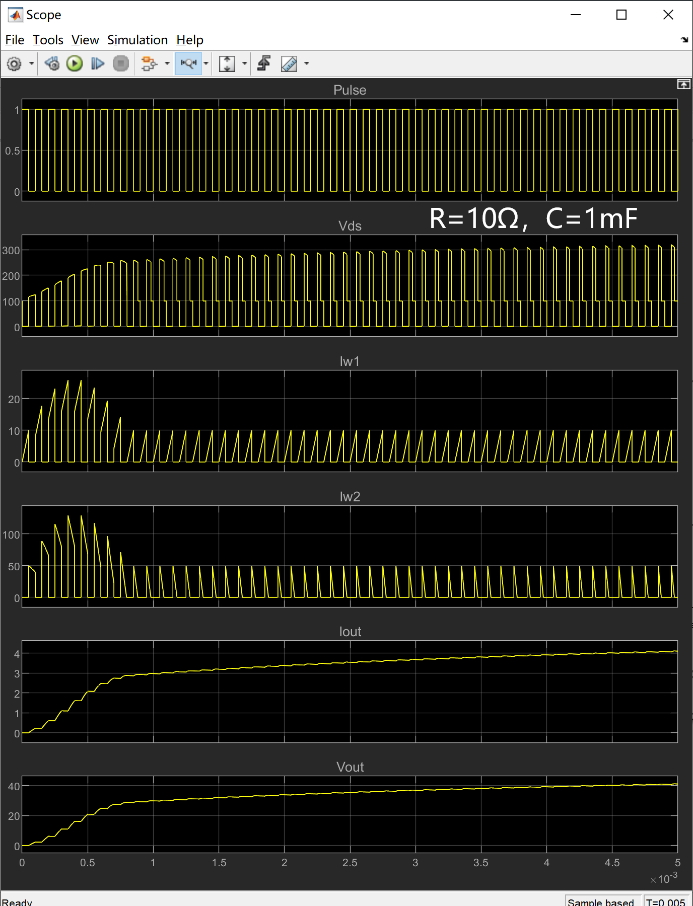 Scope
File Tools View Simulation Help
Pulse
1
0.5
0
R=10Ω，C=1mF
Vds
300
200
100
0
Iw1
20
10
0
Iw2
100
50
0
Iout
4
3
2
1
0
Vout
40
20
0
0 0.5 1 1.5 2 2.5 3 3.5 4 4.5 5
×10⁻³
Ready Sample based T=0.005